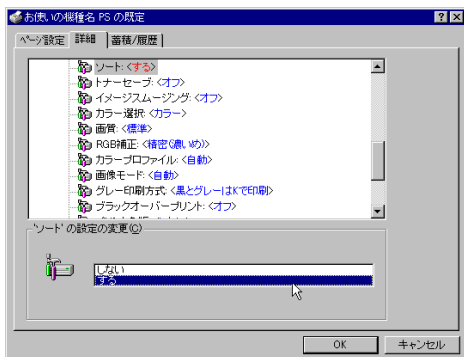 お使いの機種名 PS の既定
ページ設定 詳細 蓄積/履歴
ソート: <する>
トナーセーブ: <オフ>
イメージスムージング: <オフ>
カラー選択: <カラー>
画質: <標準>
RGB補正: <精密(濃いめ)>
カラープロファイル: <自動>
画像モード: <自動>
グレー印刷方式: <黒とグレーはKで印刷>
ブラックオーバープリント: <オフ>
'ソート' の設定の変更(C)
しない
する
OK キャンセル